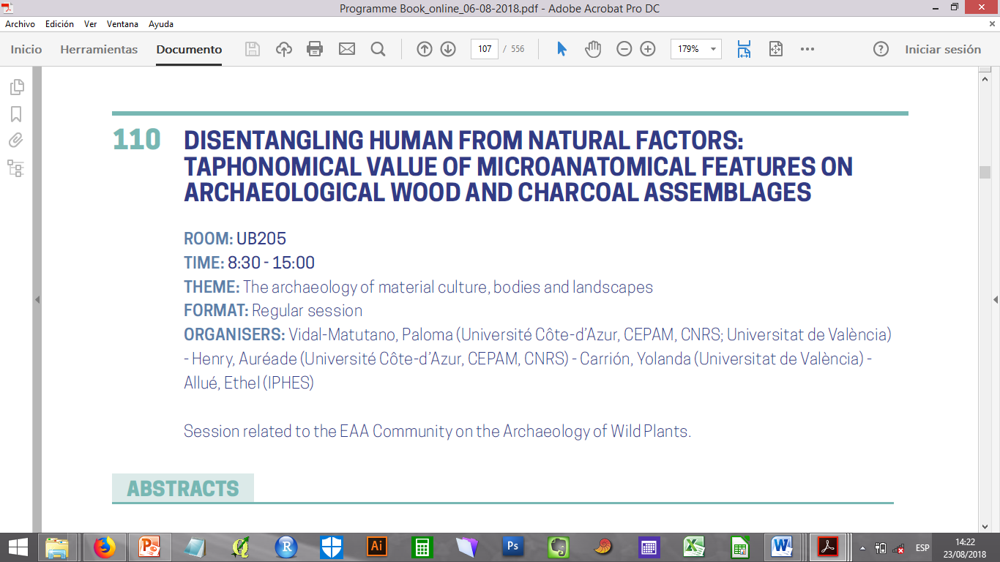 Programme Book_online_06-08-2018.pdf - Adobe Acrobat Pro DC
Archivo Edición Ver Ventana Ayuda
Inicio Herramientas Documento 107 / 556 179% Iniciar sesión
110 DISENTANGLING HUMAN FROM NATURAL FACTORS:
TAPHONOMICAL VALUE OF MICROANATOMICAL FEATURES ON
ARCHAEOLOGICAL WOOD AND CHARCOAL ASSEMBLAGES
ROOM: UB205
TIME: 8:30 - 15:00
THEME: The archaeology of material culture, bodies and landscapes
FORMAT: Regular session
ORGANISERS: Vidal-Matutano, Paloma (Université Côte-d'Azur, CEPAM, CNRS; Universitat de València)
- Henry, Auréade (Université Côte-d'Azur, CEPAM, CNRS) - Carrión, Yolanda (Universitat de València) -
Allué, Ethel (IPHES)
Session related to the EAA Community on the Archaeology of Wild Plants.
ABSTRACTS
R Ai Ps ESP 14:22
23/08/2018